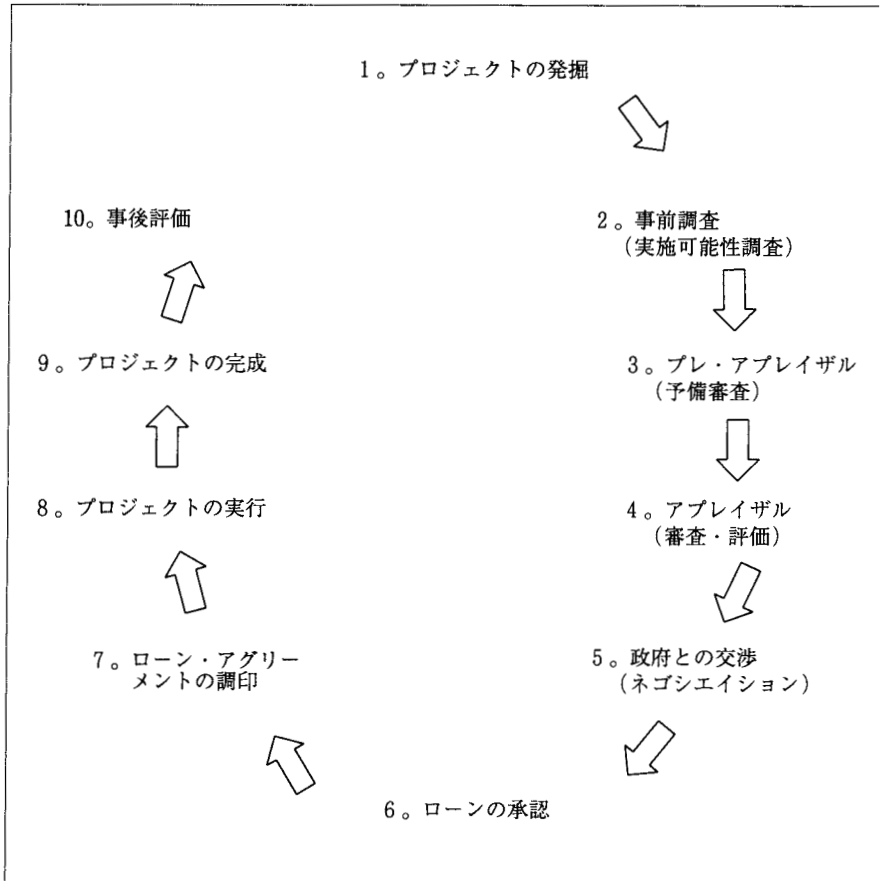 1。プロジェクトの発掘
2。事前調査
(実施可能性調査)
3。プレ・アプレイザル
(予備審査)
4。アプレイザル
(審査・評価)
5。政府との交渉
(ネゴシエイション)
6。ローンの承認
7。ローン・アグリー
メントの調印
8。プロジェクトの実行
9。プロジェクトの完成
10。事後評価